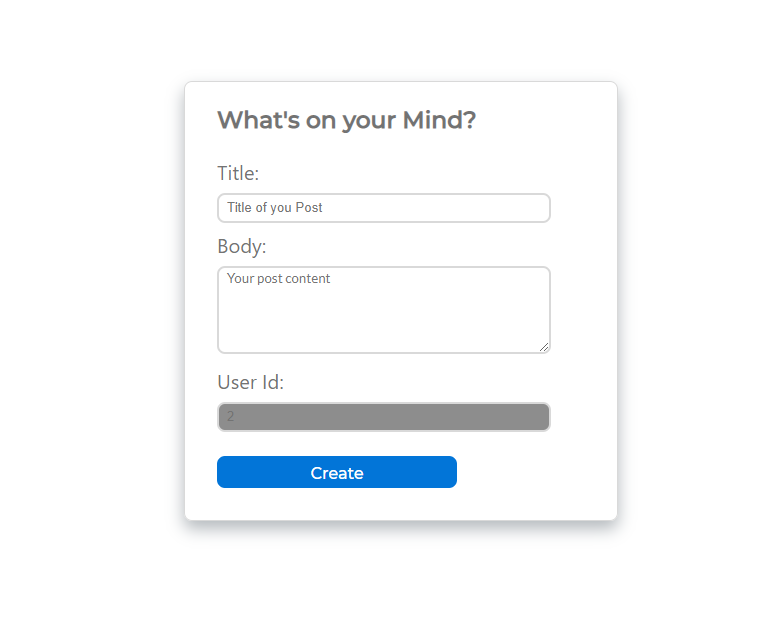 What's on your Mind?
Title:
Title of you Post
Body:
Your post content
User Id:
2
Create